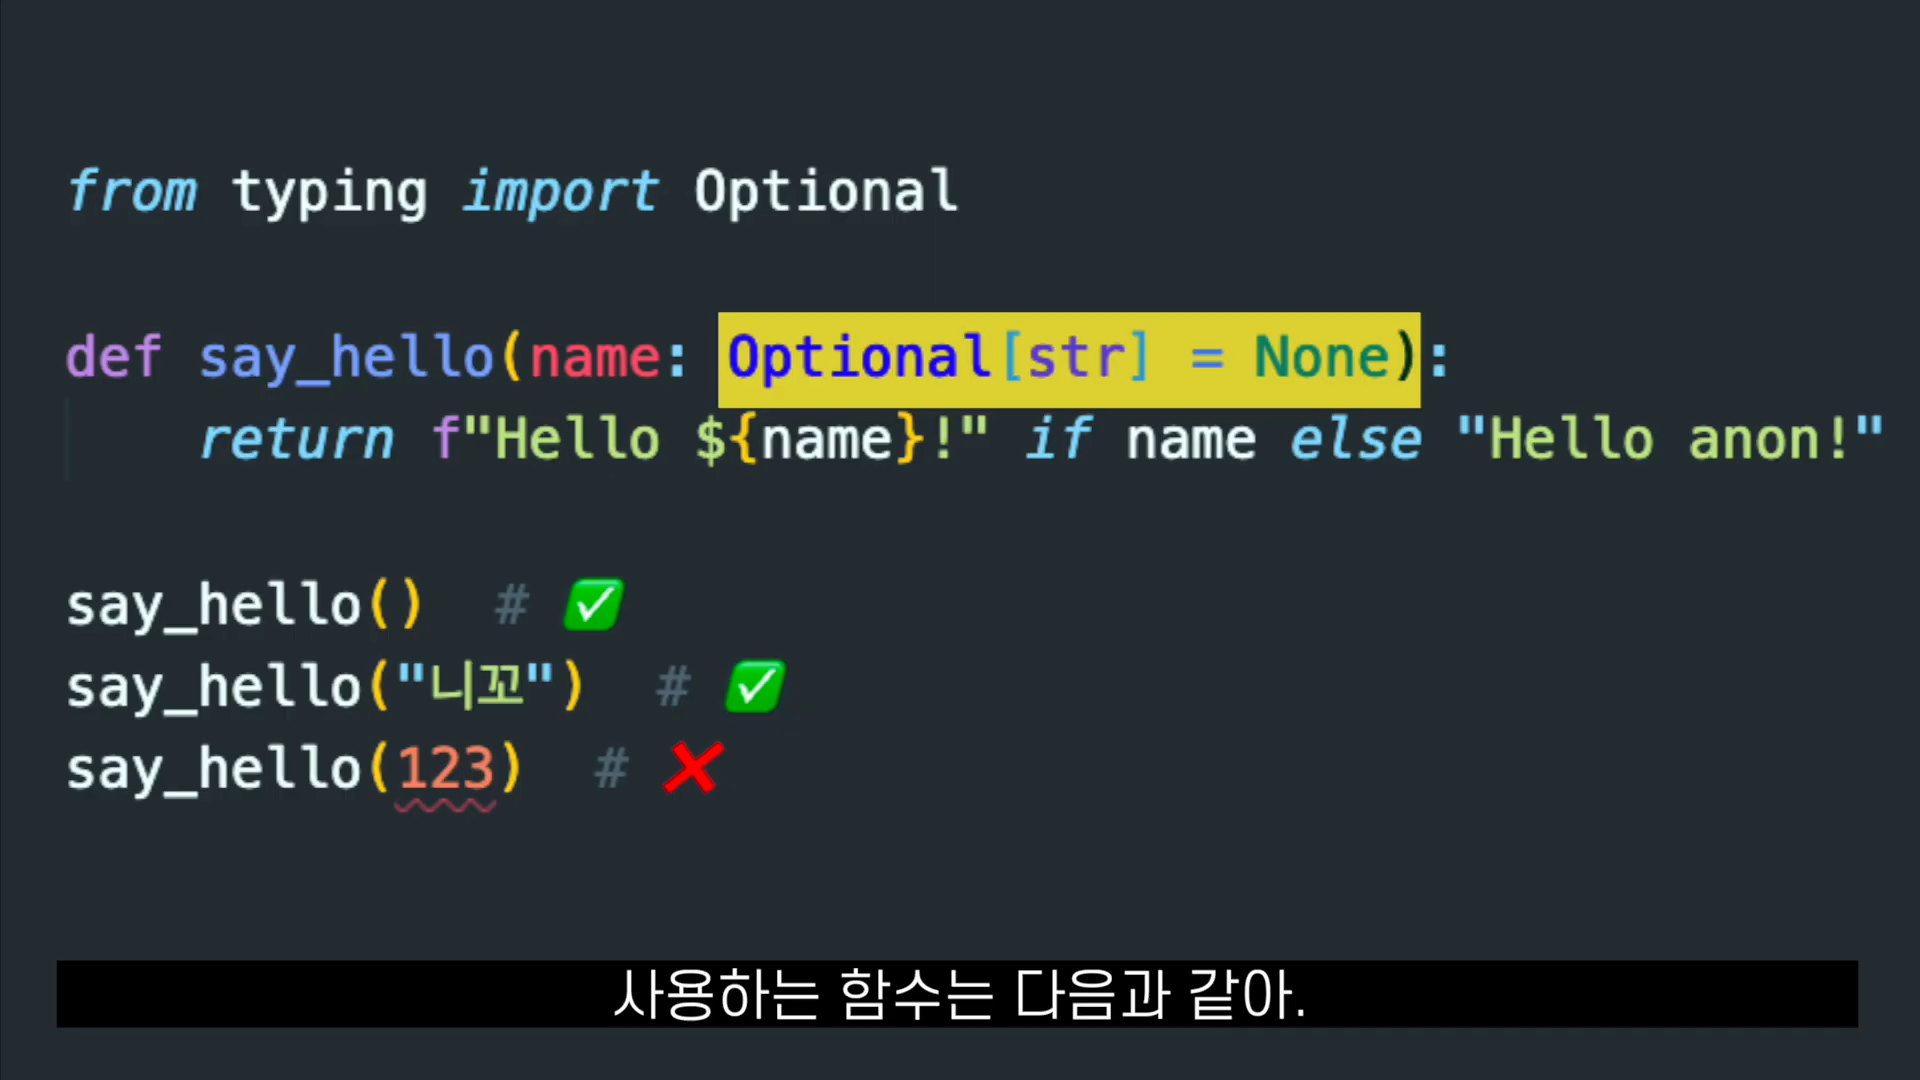 from typing import Optional
def say_hello(name: Optional[str] = None):
return f"Hello ${name}!" if name else "Hello anon!"
say_hello() # ✅
say_hello("니꼬") # ✅
say_hello(123) # ❌
사용하는 함수는 다음과 같아.